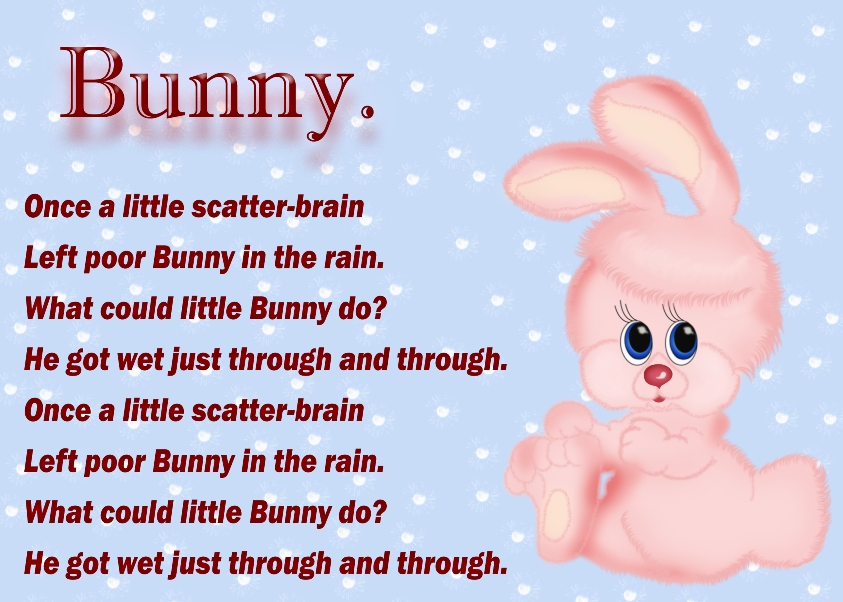 Bunny.
Once a little scatter-brain
Left poor Bunny in the rain.
What could little Bunny do?
He got wet just through and through.
Once a little scatter-brain
Left poor Bunny in the rain.
What could little Bunny do?
He got wet just through and through.